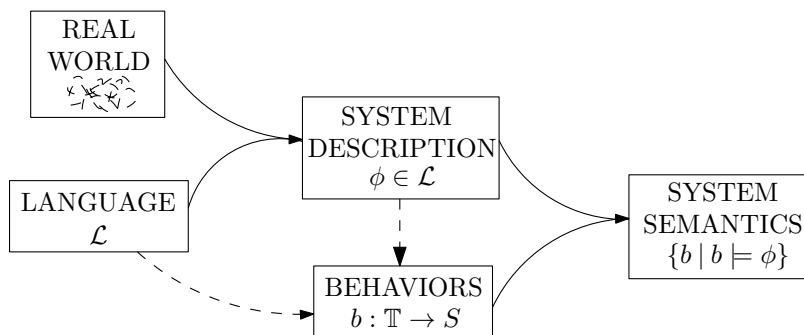 REAL
WORLD
SYSTEM
DESCRIPTION
ϕ ∈ ℒ
LANGUAGE
ℒ
SYSTEM
SEMANTICS
{b | b ⊨ ϕ}
BEHAVIORS
b : 𝕋 → S